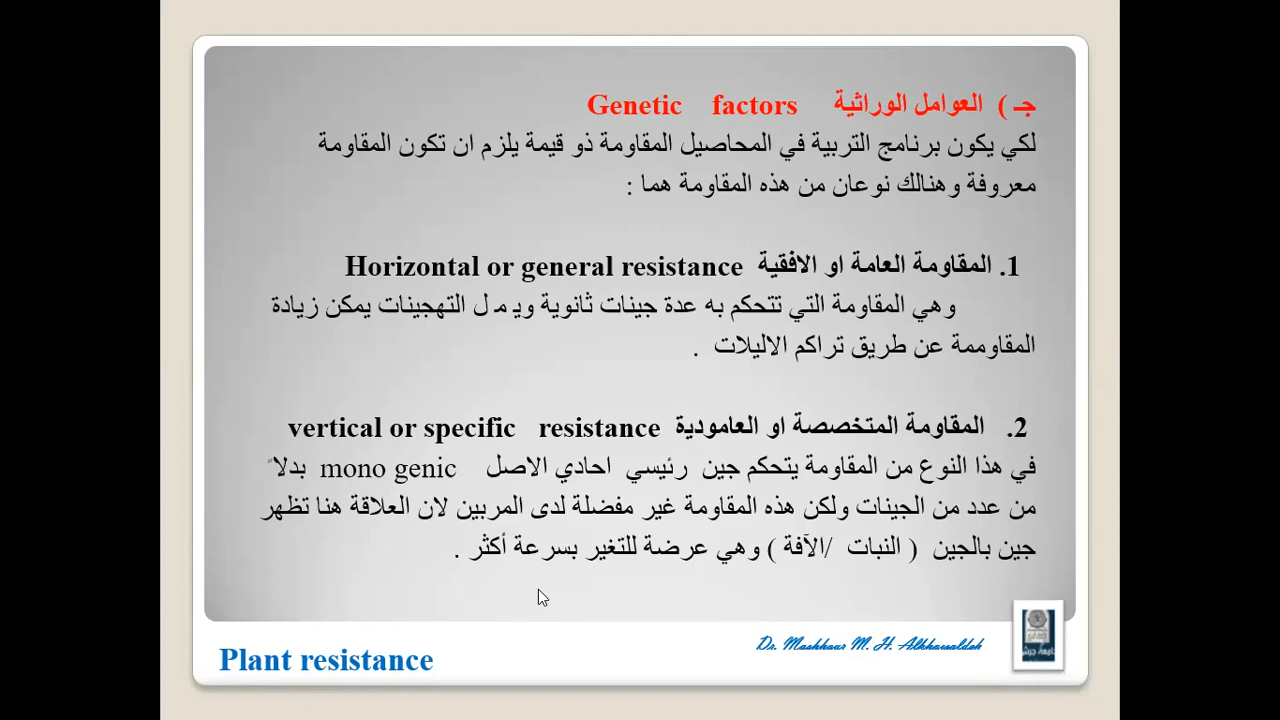 جـ ) العوامل الوراثية Genetic factors
لكي يكون برنامج التربية في المحاصيل المقاومة ذو قيمة يلزم ان تكون المقاومة
معروفة وهنالك نوعان من هذه المقاومة هما :
1. المقاومة العامة او الافقية Horizontal or general resistance
وهي المقاومة التي تتحكم به عدة جينات ثانوية التهجينات يمكن زيادة
المقاوممة عن طريق تراكم الاليلات .
2. المقاومة المتخصصة او العامودية vertical or specific resistance
في هذا النوع من المقاومة يتحكم جين رئيسي احادي الاصل mono genic بدلاً
من عدد من الجينات ولكن هذه المقاومة غير مفضلة لدى المربين لان العلاقة هنا تظهر
جين بالجين ( النبات /الآفة ) وهي عرضة للتغير بسرعة أكثر .
Dr. Mashhour M. H.
Plant resistance